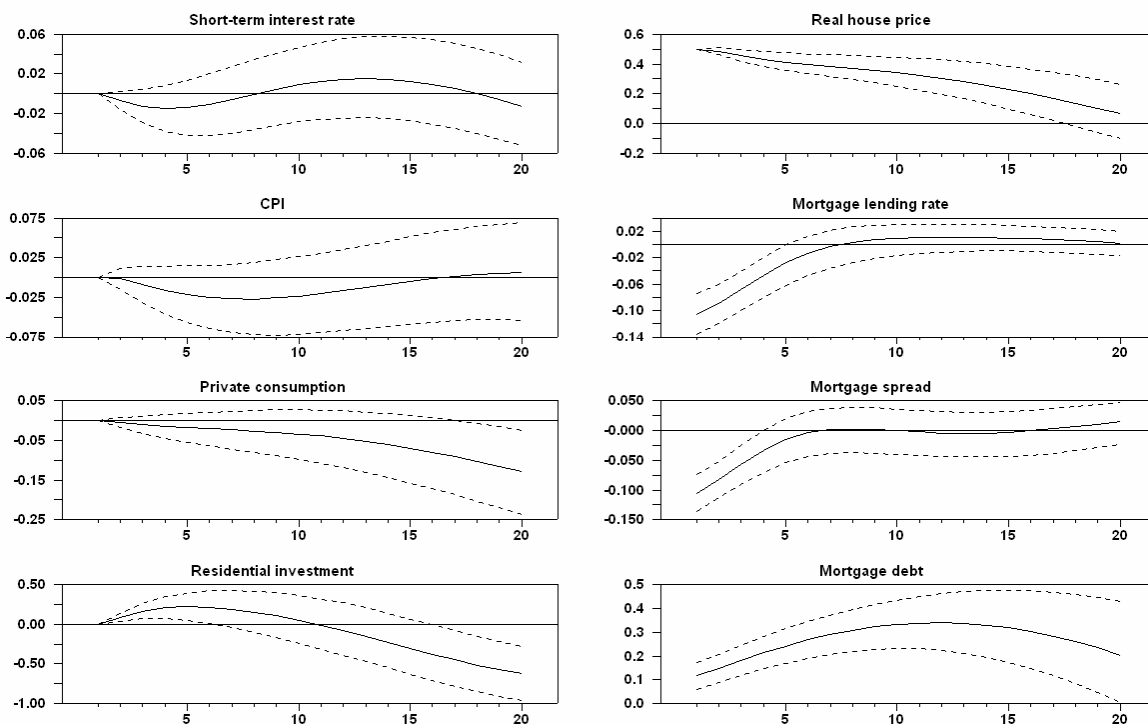 Short-term interest rate
0.06
0.02
-0.02
-0.06
5 10 15 20
Real house price
0.6
0.4
0.2
0.0
-0.2
5 10 15 20
CPI
0.075
0.025
-0.025
-0.075
5 10 15 20
Mortgage lending rate
0.02
-0.02
-0.06
-0.10
-0.14
5 10 15 20
Private consumption
0.05
-0.05
-0.15
-0.25
5 10 15 20
Mortgage spread
0.050
-0.000
-0.050
-0.100
-0.150
5 10 15 20
Residential investment
0.50
0.00
-0.50
-1.00
5 10 15 20
Mortgage debt
0.5
0.4
0.3
0.2
0.1
0.0
5 10 15 20